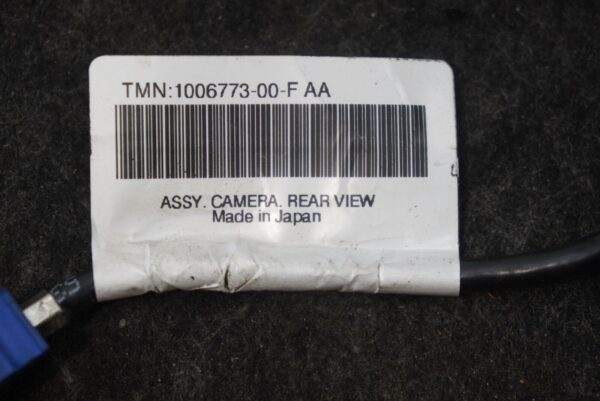 TMN:1006773-00-F AA
ASSY. CAMERA. REAR VIEW
Made in Japan